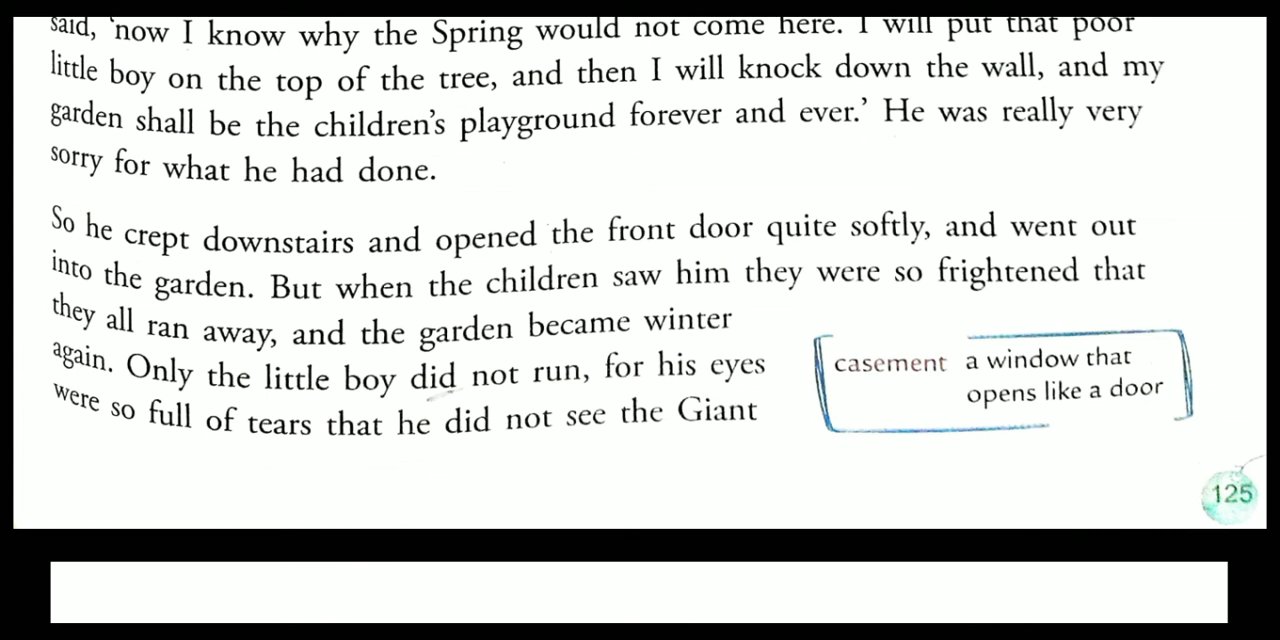 said, 'now I know why the Spring would not come here. I will put that poor
little boy on the top of the tree, and then I will knock down the wall, and my
garden shall be the children's playground forever and ever.' He was really very
sorry for what he had done.
So he crept downstairs and opened the front door quite softly, and went out
into the garden. But when the children saw him they were so frightened that
they all ran away, and the garden became winter
again. Only the little boy did not run, for his eyes
were so full of tears that he did not see the Giant
casement a window that
opens like a door
125